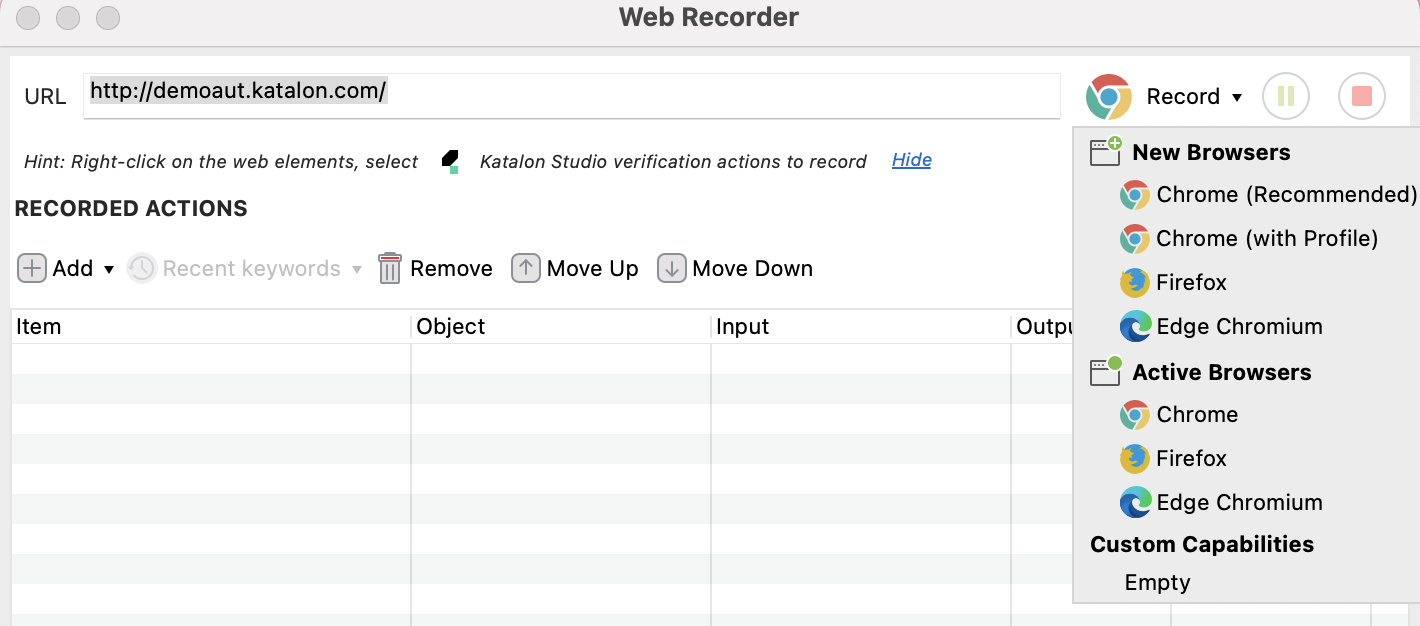 Web Recorder
URL http://demoaut.katalon.com/ Record
Hint: Right-click on the web elements, select Katalon Studio verification actions to record Hide
RECORDED ACTIONS
Add Recent keywords Remove Move Up Move Down
Item Object Input Outpu
New Browsers
Chrome (Recommended)
Chrome (with Profile)
Firefox
Edge Chromium
Active Browsers
Chrome
Firefox
Edge Chromium
Custom Capabilities
Empty